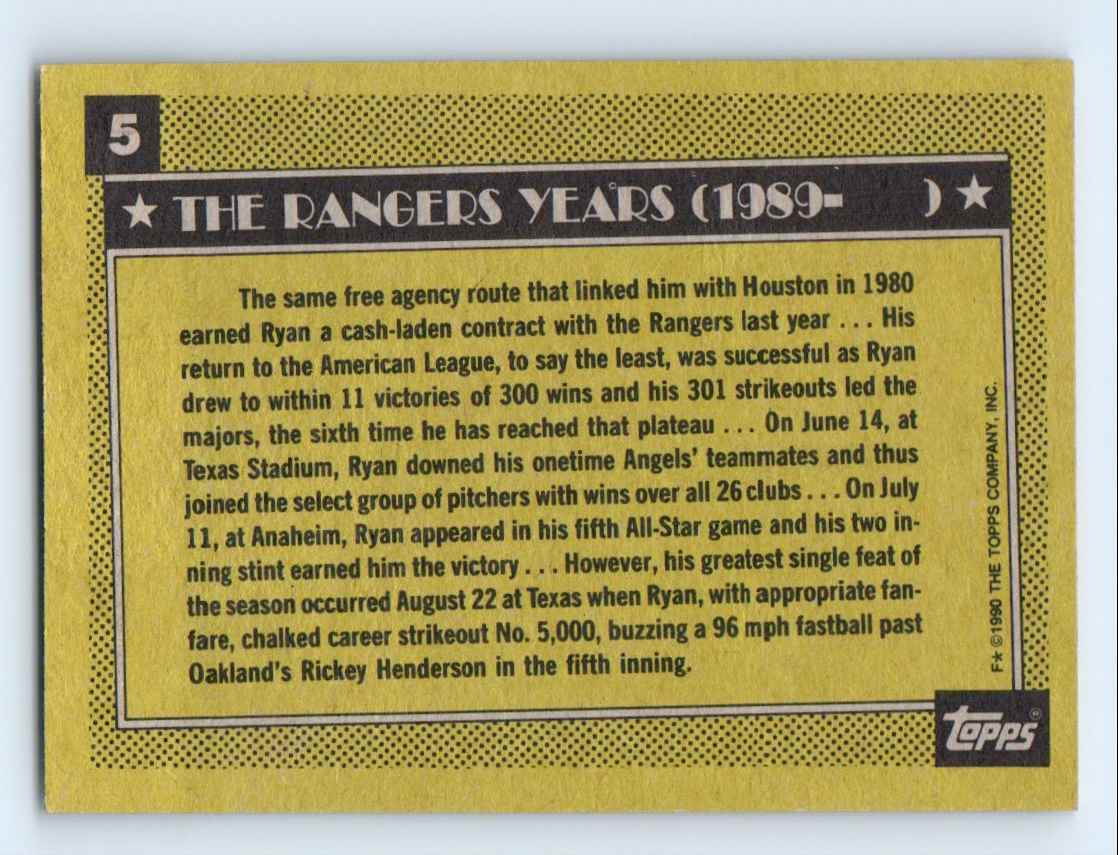 5
★ THE RANGERS YEARS (1989-    ) ★
The same free agency route that linked him with Houston in 1980
earned Ryan a cash-laden contract with the Rangers last year ... His
return to the American League, to say the least, was successful as Ryan
drew to within 11 victories of 300 wins and his 301 strikeouts led the
majors, the sixth time he has reached that plateau ... On June 14, at
Texas Stadium, Ryan downed his onetime Angels' teammates and thus
joined the select group of pitchers with wins over all 26 clubs ... On July
11, at Anaheim, Ryan appeared in his fifth All-Star game and his two in-
ning stint earned him the victory ... However, his greatest single feat of
the season occurred August 22 at Texas when Ryan, with appropriate fan-
fare, chalked career strikeout No. 5,000, buzzing a 96 mph fastball past
Oakland's Rickey Henderson in the fifth inning.
F★ ©1990 THE TOPPS COMPANY, INC.
topps®